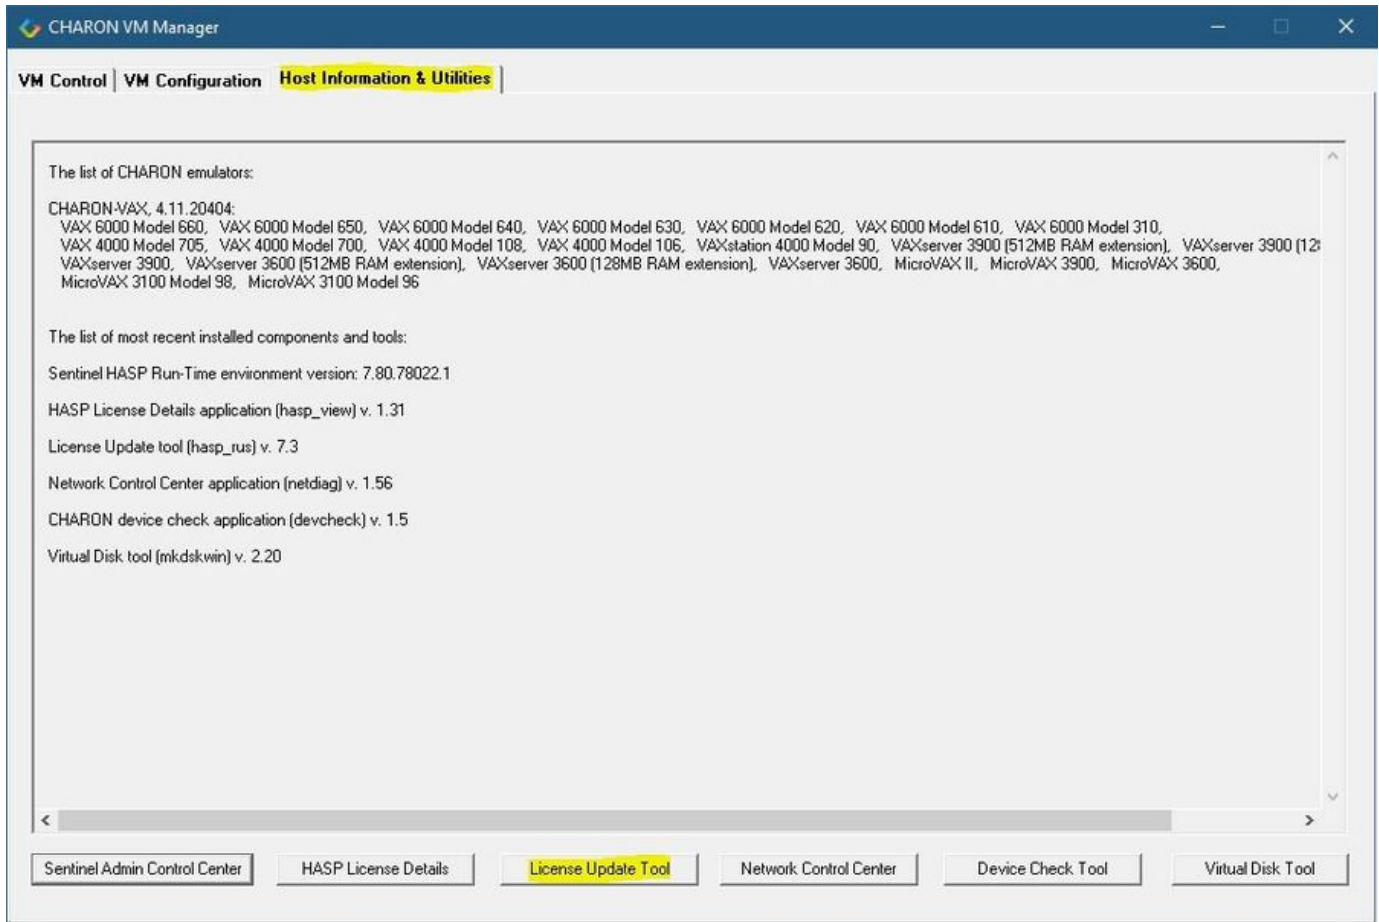 CHARON VM Manager
VM Control VM Configuration Host Information & Utilities
The list of CHARON emulators:
CHARON-VAX, 4.11.20404:
VAX 6000 Model 660, VAX 6000 Model 650, VAX 6000 Model 640, VAX 6000 Model 630, VAX 6000 Model 620, VAX 6000 Model 610, VAX 6000 Model 310,
VAX 4000 Model 705, VAX 4000 Model 700, VAX 4000 Model 108, VAX 4000 Model 106, VAXstation 4000 Model 90, VAXserver 3900 (512MB RAM extension), VAXserver 3900 (12
VAXserver 3900, VAXserver 3600 (512MB RAM extension), VAXserver 3600 (128MB RAM extension), VAXserver 3600, MicroVAX II, MicroVAX 3900, MicroVAX 3600,
MicroVAX 3100 Model 98, MicroVAX 3100 Model 96
The list of most recent installed components and tools:
Sentinel HASP Run-Time environment version: 7.80.78022.1
HASP License Details application (hasp_view) v. 1.31
License Update tool (hasp_rus) v. 7.3
Network Control Center application (netdiag) v. 1.56
CHARON device check application (devcheck) v. 1.5
Virtual Disk tool (mkdskwin) v. 2.20
Sentinel Admin Control Center HASP License Details License Update Tool Network Control Center Device Check Tool Virtual Disk Tool